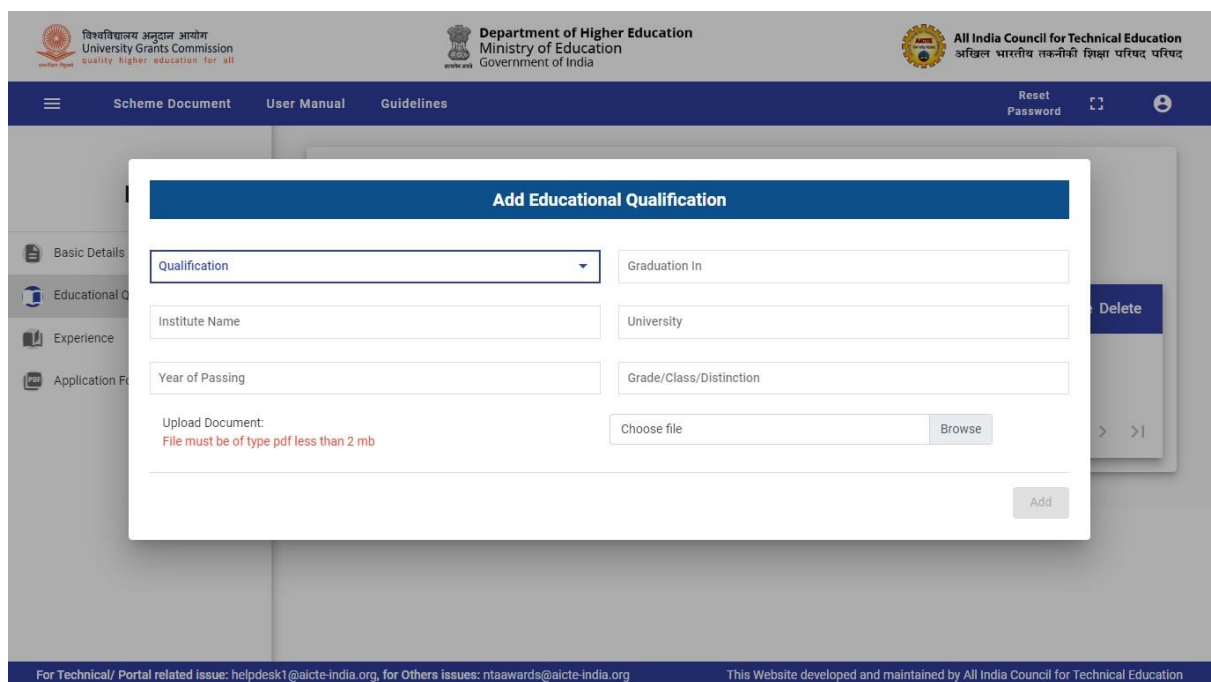 विश्वविद्यालय अनुदान आयोग
University Grants Commission
quality higher education for all
Department of Higher Education
Ministry of Education
Government of India
All India Council for Technical Education
अखिल भारतीय तकनीकी शिक्षा परिषद परिषद
Scheme Document User Manual Guidelines
Reset
Password
Add Educational Qualification
Basic Details
Qualification Graduation In
Educational Q
Delete
Institute Name University
Experience
Application Fo
Year of Passing Grade/Class/Distinction
Upload Document:
File must be of type pdf less than 2 mb
Choose file Browse
Add
For Technical/ Portal related issue: helpdesk1@aicte-india.org, for Others issues: ntaawards@aicte-india.org
This Website developed and maintained by All India Council for Technical Education